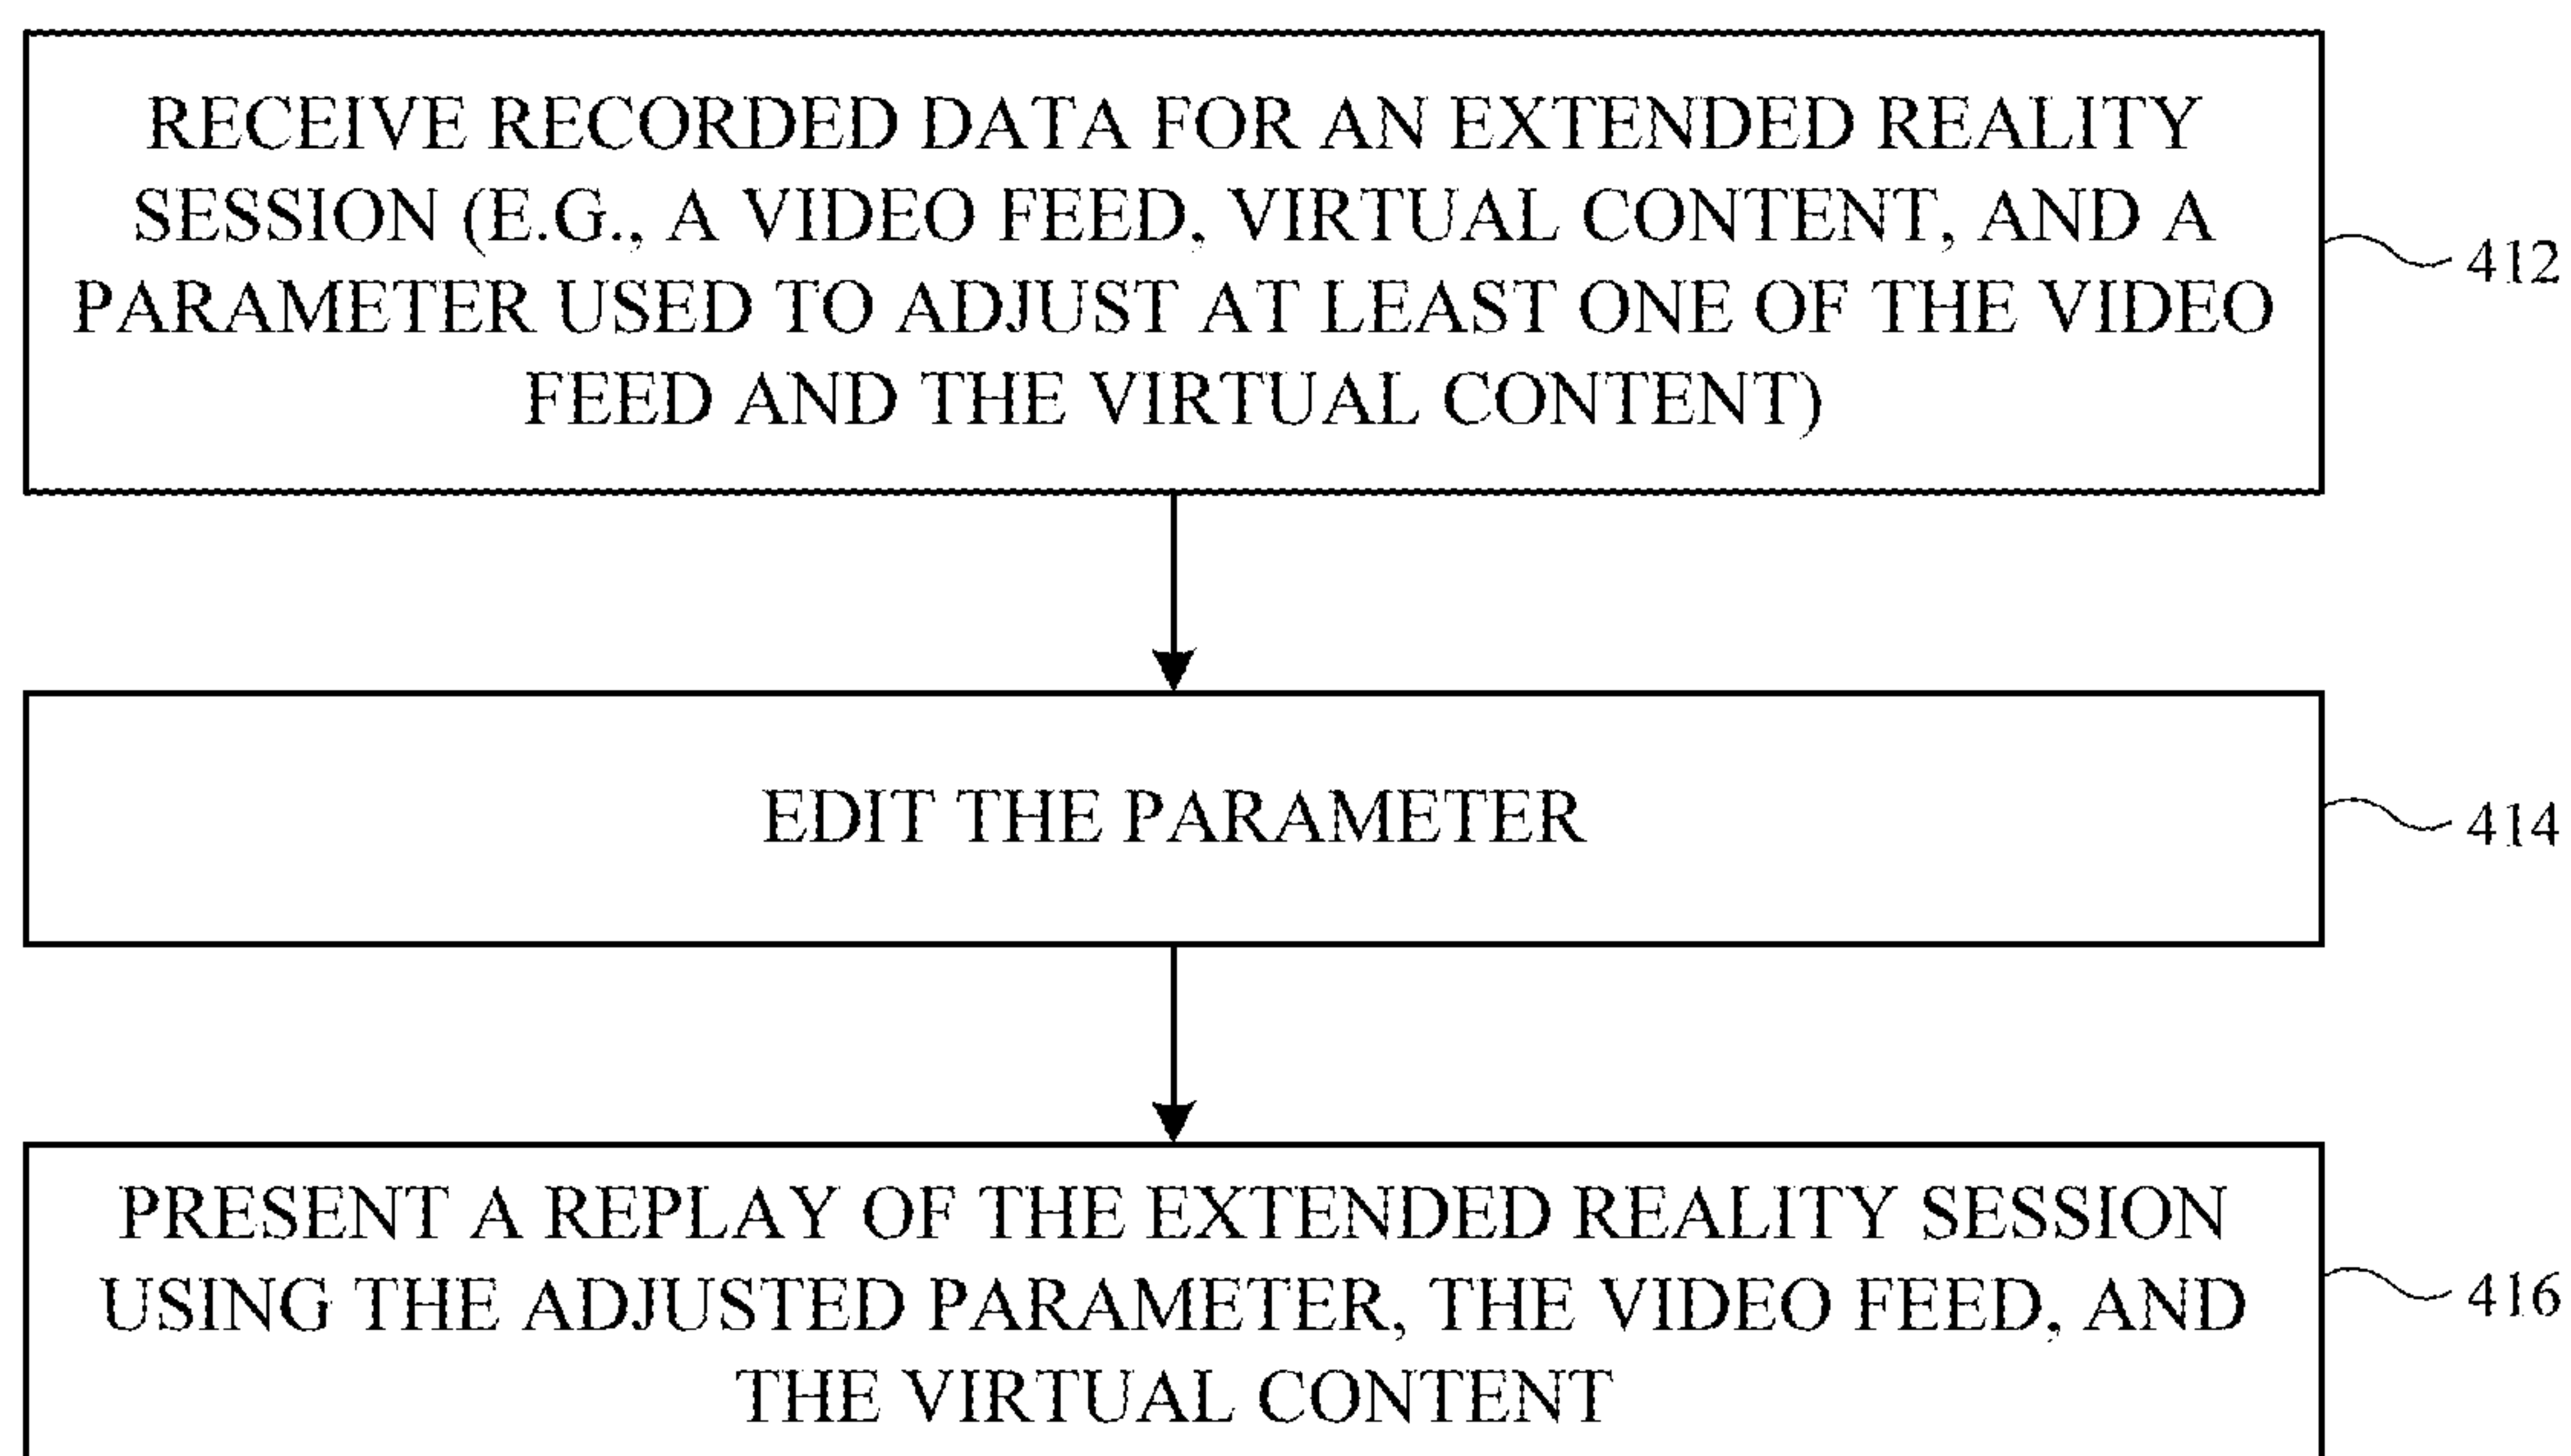 RECEIVE RECORDED DATA FOR AN EXTENDED REALITY
SESSION (E.G., A VIDEO FEED, VIRTUAL CONTENT, AND A
PARAMETER USED TO ADJUST AT LEAST ONE OF THE VIDEO
FEED AND THE VIRTUAL CONTENT)
412
EDIT THE PARAMETER
414
PRESENT A REPLAY OF THE EXTENDED REALITY SESSION
USING THE ADJUSTED PARAMETER, THE VIDEO FEED, AND
THE VIRTUAL CONTENT
416